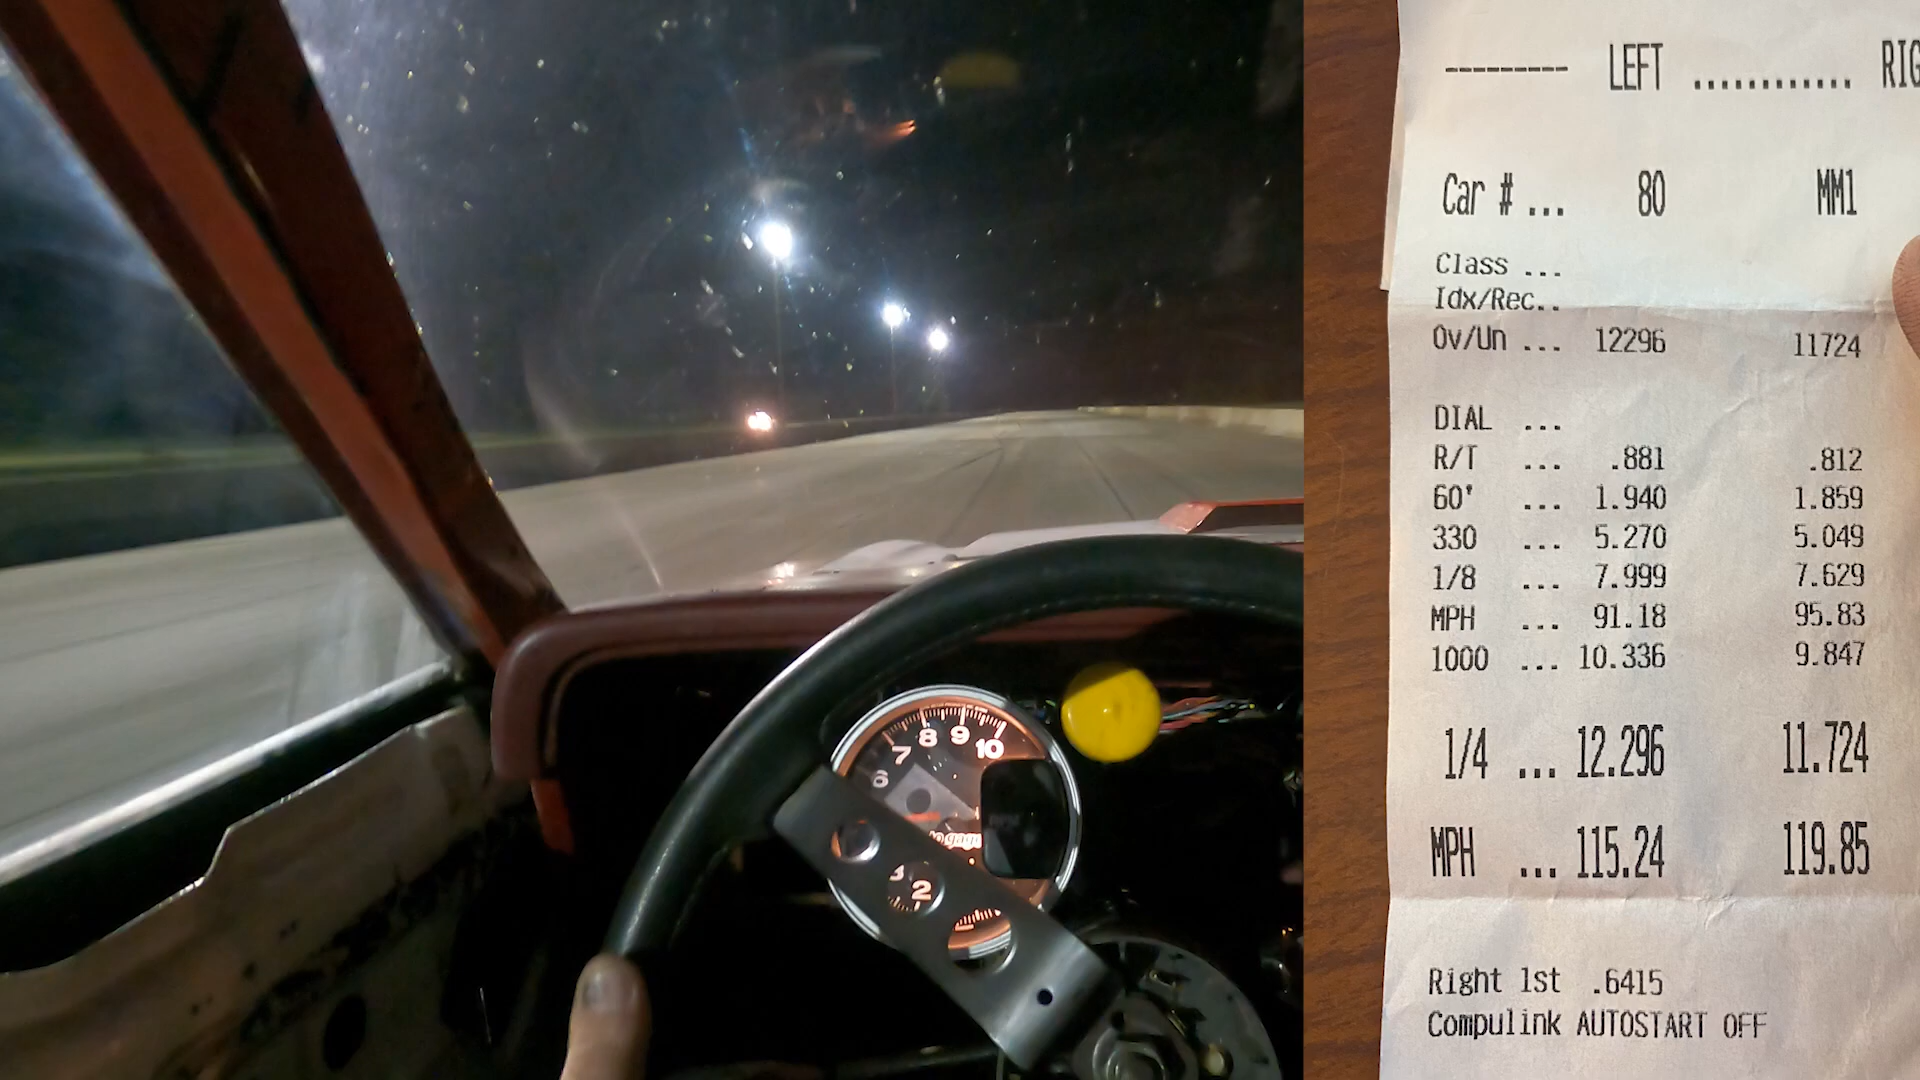 7 8 9 10
6
3 2
--------- LEFT ............ RIG
Car # ... 80 MM1
Class ...
Idx/Rec..
Ov/Un ... 12296 11724
DIAL ...
R/T ... .881 .812
60' ... 1.940 1.859
330 ... 5.270 5.049
1/8 ... 7.999 7.629
MPH ... 91.18 95.83
1000 ... 10.336 9.847
1/4 ... 12.296 11.724
MPH ... 115.24 119.85
Right 1st .6415
Compulink AUTOSTART OFF